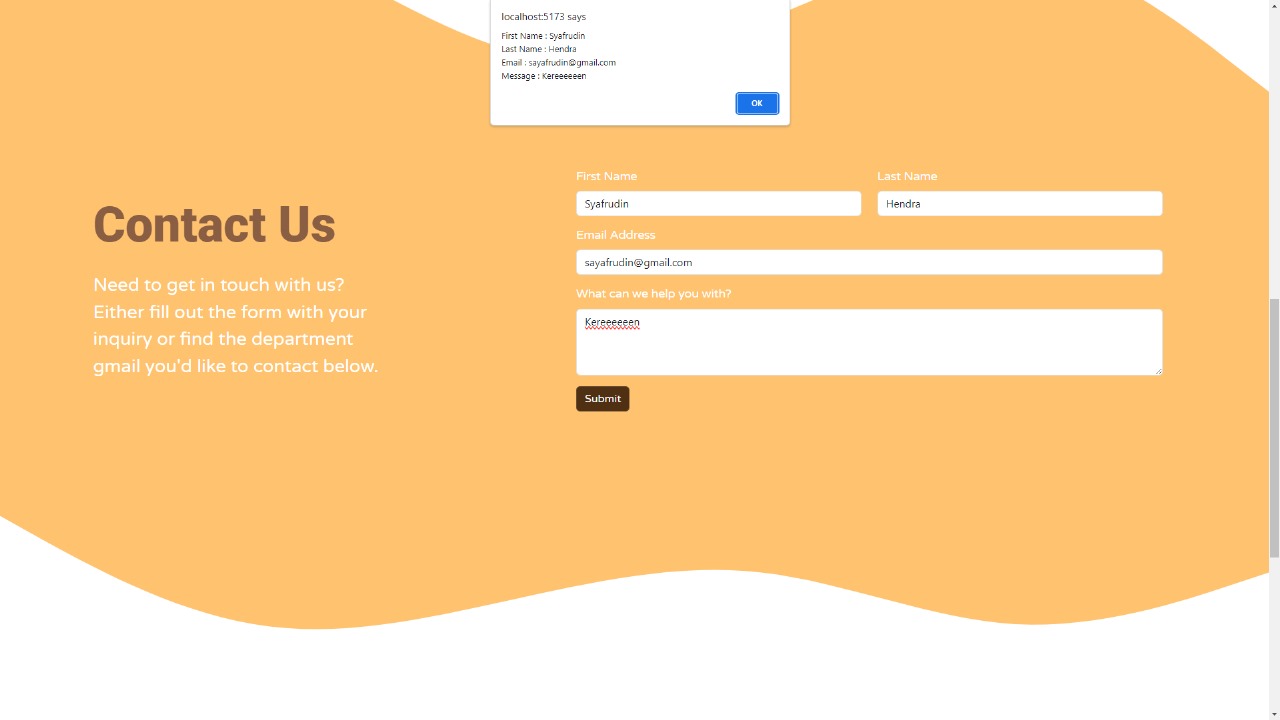 localhost:5173 says
First Name : Syafrudin
Last Name : Hendra
Email : sayafrudin@gmail.com
Message : Kereeeeeen
OK
Contact Us
Need to get in touch with us?
Either fill out the form with your
inquiry or find the department
gmail you'd like to contact below.
First Name
Last Name
Syafrudin
Hendra
Email Address
sayafrudin@gmail.com
What can we help you with?
Kereeeeeen
Submit